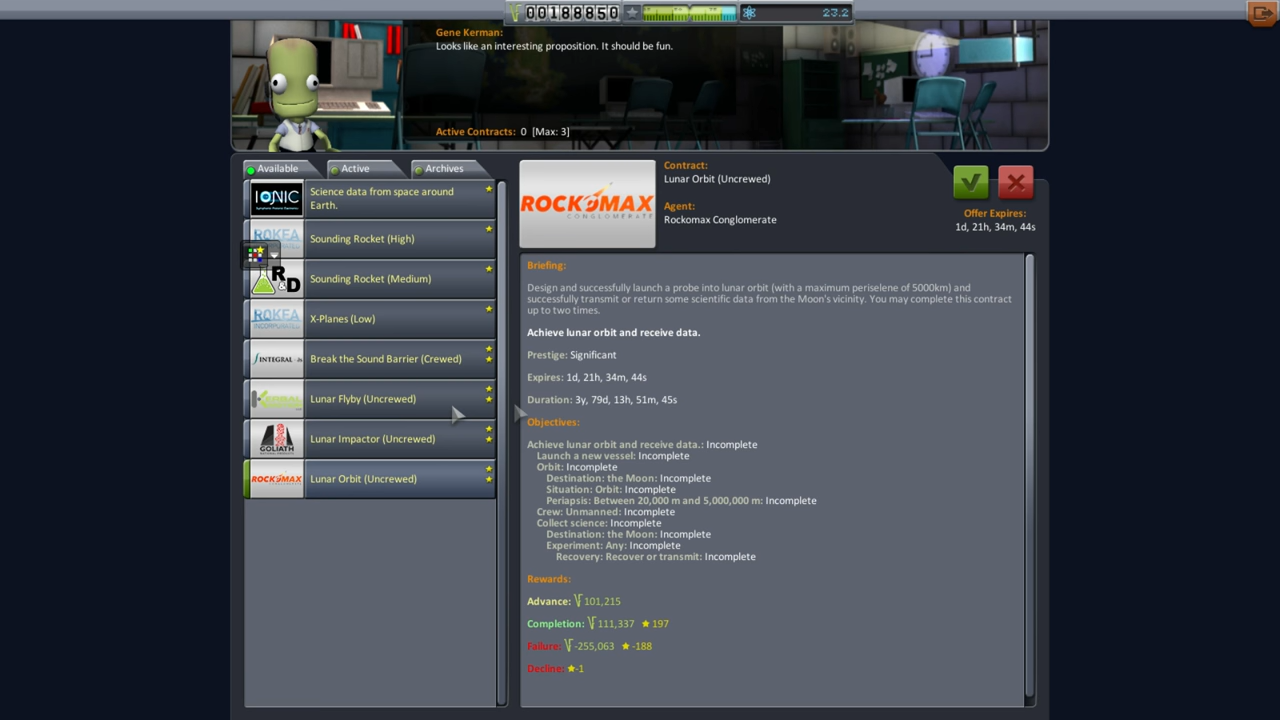 00188850
23.2
Gene Kerman:
Looks like an interesting proposition. It should be fun.
Active Contracts: 0 [Max: 3]
Available
Active
Archives
IONIC
Science data from space around
Earth.
Sounding Rocket (High)
R&D
Sounding Rocket (Medium)
ROKEA
X-Planes (Low)
INTEGRAL
Break the Sound Barrier (Crewed)
Lunar Flyby (Uncrewed)
GOLIATH
Lunar Impactor (Uncrewed)
ROCKOMAX
Lunar Orbit (Uncrewed)
ROCKOMAX
CONGLOMERATE
Contract:
Lunar Orbit (Uncrewed)
Agent:
Rockomax Conglomerate
Offer Expires:
1d, 21h, 34m, 44s
Briefing:
Design and successfully launch a probe into lunar orbit (with a maximum periselene of 5000km) and
successfully transmit or return some scientific data from the Moon's vicinity. You may complete this contract
up to two times.
Achieve lunar orbit and receive data.
Prestige: Significant
Expires: 1d, 21h, 34m, 44s
Duration: 3y, 79d, 13h, 51m, 45s
Objectives:
Achieve lunar orbit and receive data.: Incomplete
Launch a new vessel: Incomplete
Orbit: Incomplete
Destination: the Moon: Incomplete
Situation: Orbit: Incomplete
Periapsis: Between 20,000 m and 5,000,000 m: Incomplete
Crew: Unmanned: Incomplete
Collect science: Incomplete
Destination: the Moon: Incomplete
Experiment: Any: Incomplete
Recovery: Recover or transmit: Incomplete
Rewards:
Advance: 101,215
Completion: 111,337 197
Failure: -255,063 -188
Decline: -1